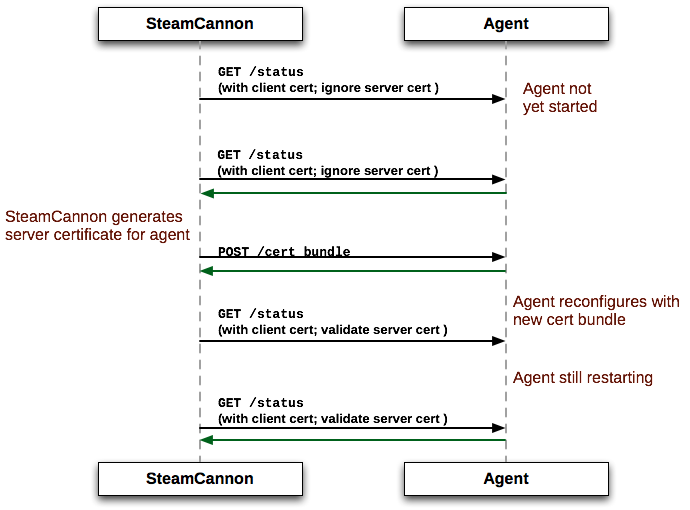 SteamCannon
Agent
GET /status
(with client cert; ignore server cert )
Agent not
yet started
GET /status
(with client cert; ignore server cert )
SteamCannon generates
server certificate for agent
POST /cert_bundle
Agent reconfigures with
new cert bundle
GET /status
(with client cert; validate server cert )
Agent still restarting
GET /status
(with client cert; validate server cert )
SteamCannon
Agent